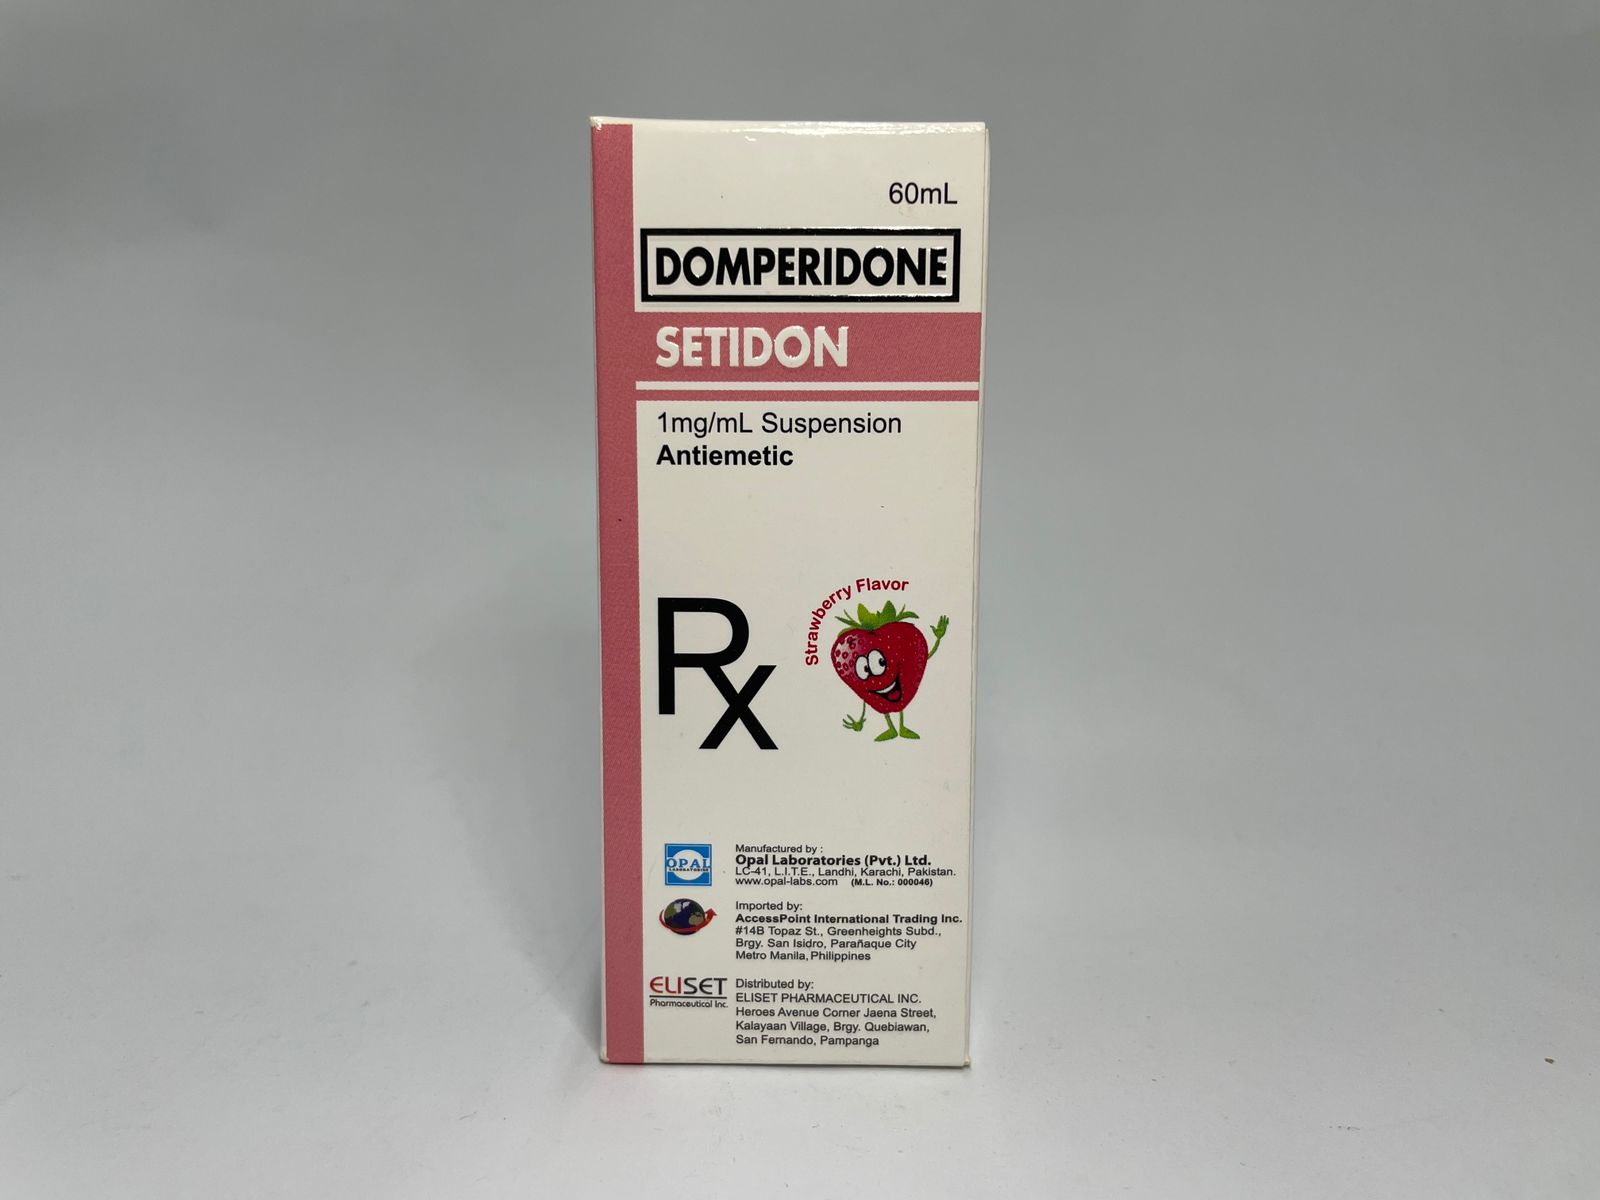 60mL
DOMPERIDONE
SETIDON
1mg/mL Suspension
Antiemetic
Rx
Strawberry Flavor
OPAL
LABORATORIES
Manufactured by :
Opal Laboratories (Pvt.) Ltd.
LC-41, L.I.T.E., Landhi, Karachi, Pakistan.
www.opal-labs.com (M.L. No.: 000046)
Imported by:
AccessPoint International Trading Inc.
#14B Topaz St., Greenheights Subd.,
Brgy. San Isidro, Parañaque City
Metro Manila, Philippines
ELISET
Pharmaceutical Inc.
Distributed by:
ELISET PHARMACEUTICAL INC.
Heroes Avenue Corner Jaena Street,
Kalayaan Village, Brgy. Quebiawan,
San Fernando, Pampanga